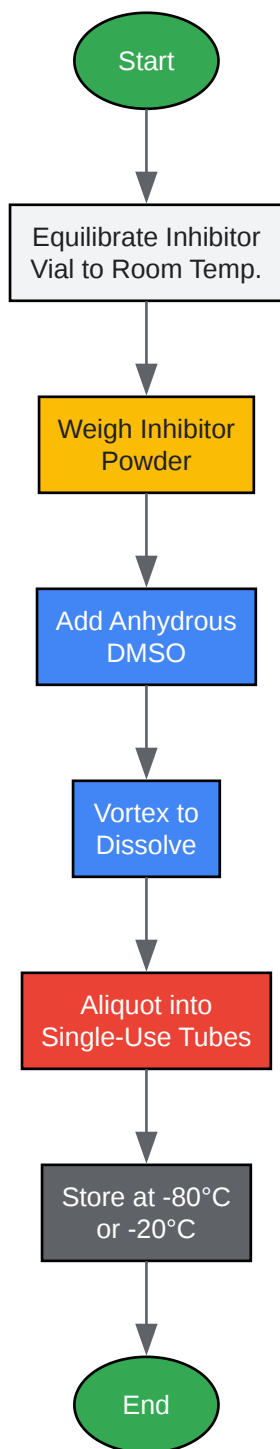 Start
Equilibrate Inhibitor
Vial to Room Temp.
Weigh Inhibitor
Powder
Add Anhydrous
DMSO
Vortex to
Dissolve
Aliquot into
Single-Use Tubes
Store at -80°C
or -20°C
End